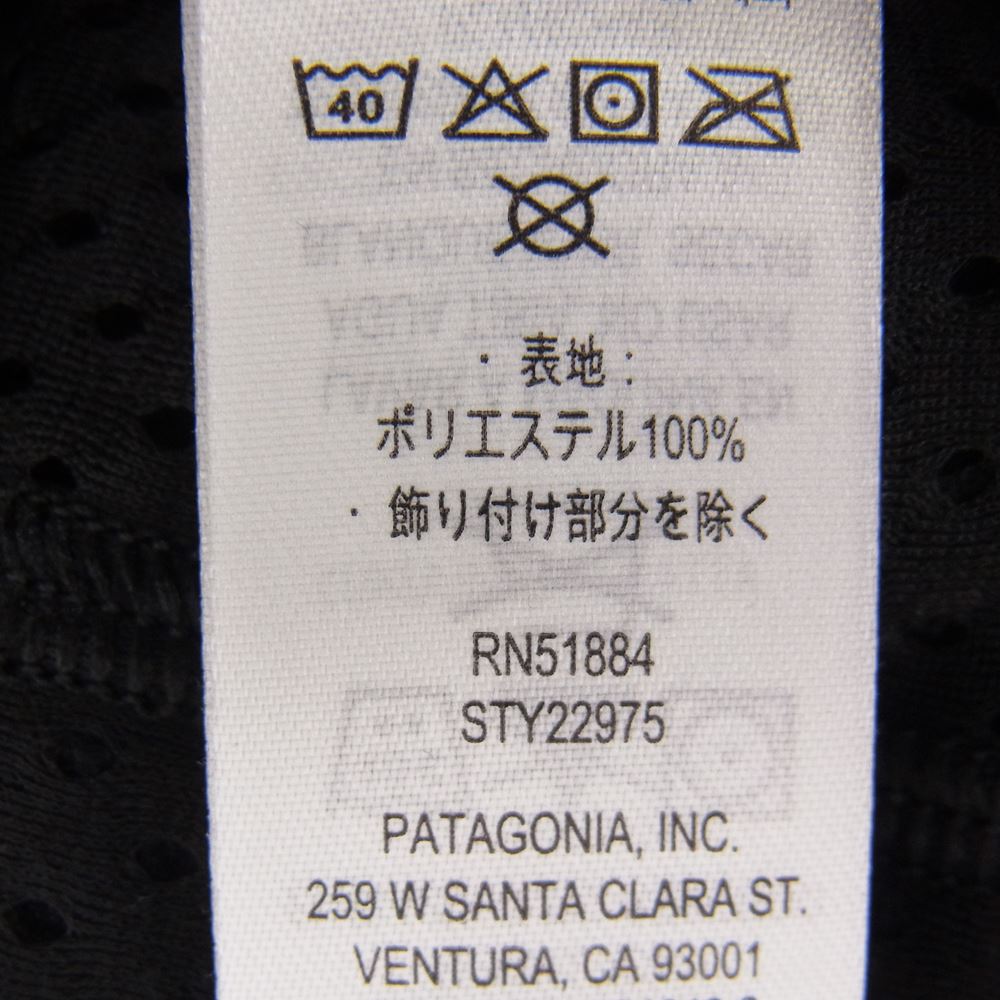 40
・ 表地 :
ポリエステル100%
・ 飾り付け部分を除く
RN51884
STY22975
PATAGONIA, INC.
259 W SANTA CLARA ST.
VENTURA, CA 93001